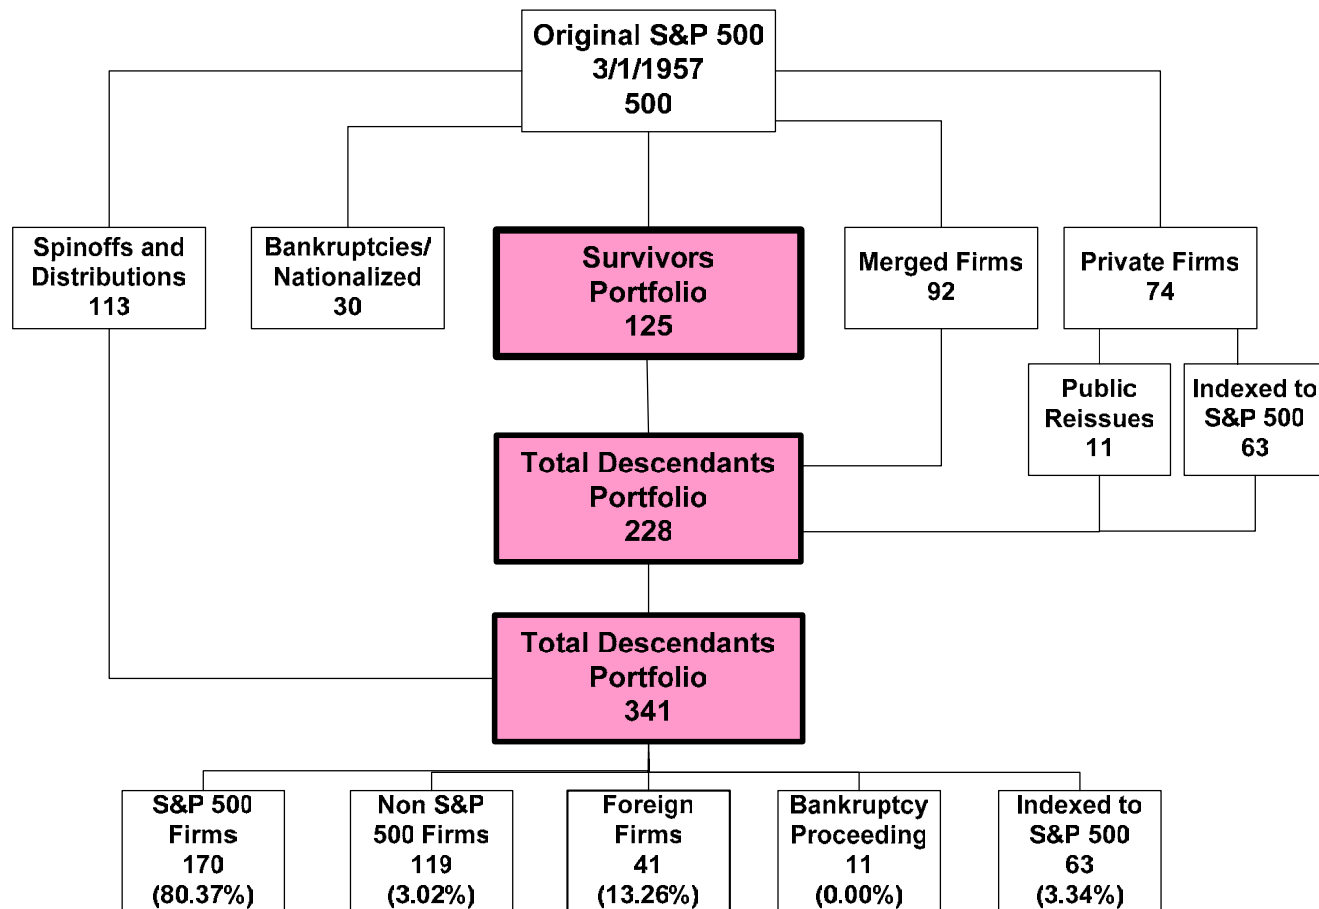 Original S&P 500
3/1/1957
500
Spinoffs and
Distributions
113
Bankruptcies/
Nationalized
30
Survivors
Portfolio
125
Merged Firms
92
Private Firms
74
Public
Reissues
11
Indexed to
S&P 500
63
Total Descendants
Portfolio
228
Total Descendants
Portfolio
341
S&P 500
Firms
170
(80.37%)
Non S&P
500 Firms
119
(3.02%)
Foreign
Firms
41
(13.26%)
Bankruptcy
Proceeding
11
(0.00%)
Indexed to
S&P 500
63
(3.34%)